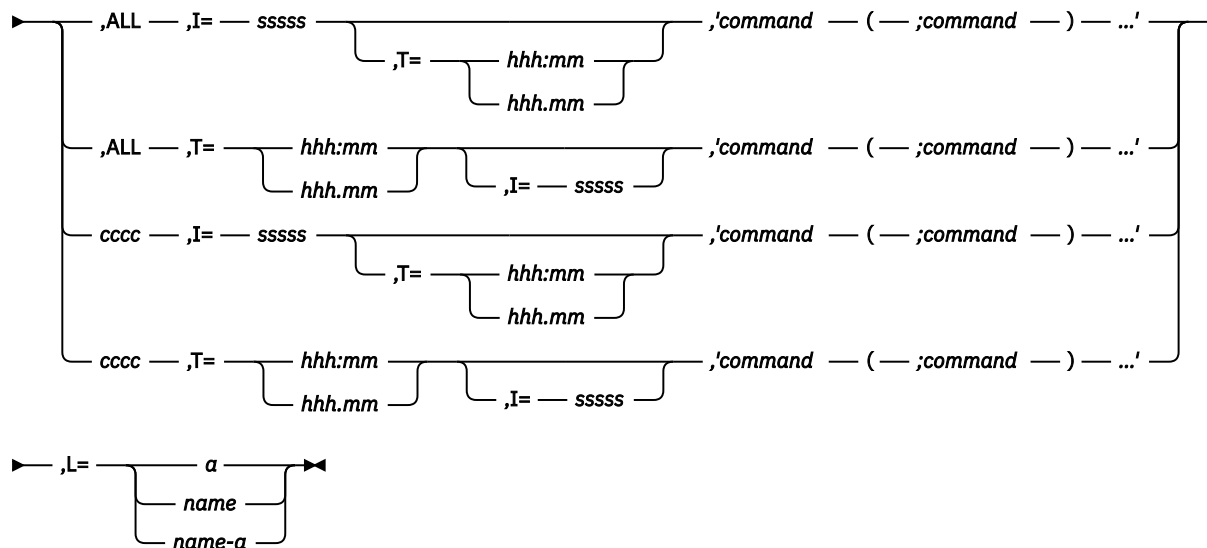 ,ALL ,I= sssss ,'command ( ;command ) ...'
,T= hhh:mm
hhh.mm
,ALL ,T= hhh:mm ,'command ( ;command ) ...'
hhh.mm ,I= sssss
cccc ,I= sssss ,'command ( ;command ) ...'
,T= hhh:mm
hhh.mm
cccc ,T= hhh:mm ,'command ( ;command ) ...'
hhh.mm ,I= sssss
,L= a
name
name-a